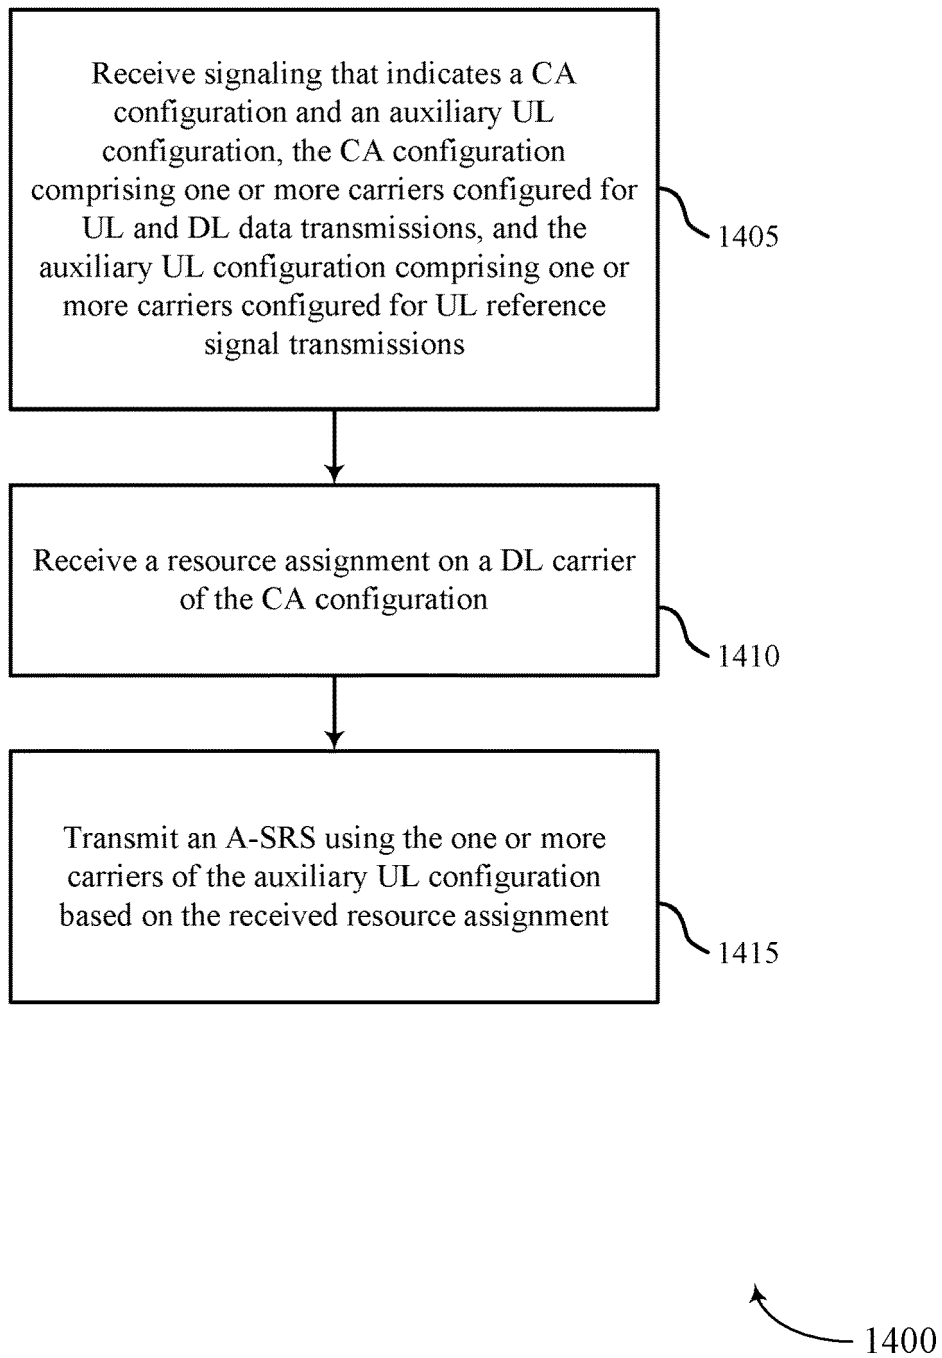 Receive signaling that indicates a CA
configuration and an auxiliary UL
configuration, the CA configuration
comprising one or more carriers configured for
UL and DL data transmissions, and the
auxiliary UL configuration comprising one or
more carriers configured for UL reference
signal transmissions
1405
Receive a resource assignment on a DL carrier
of the CA configuration
1410
Transmit an A-SRS using the one or more
carriers of the auxiliary UL configuration
based on the received resource assignment
1415
1400